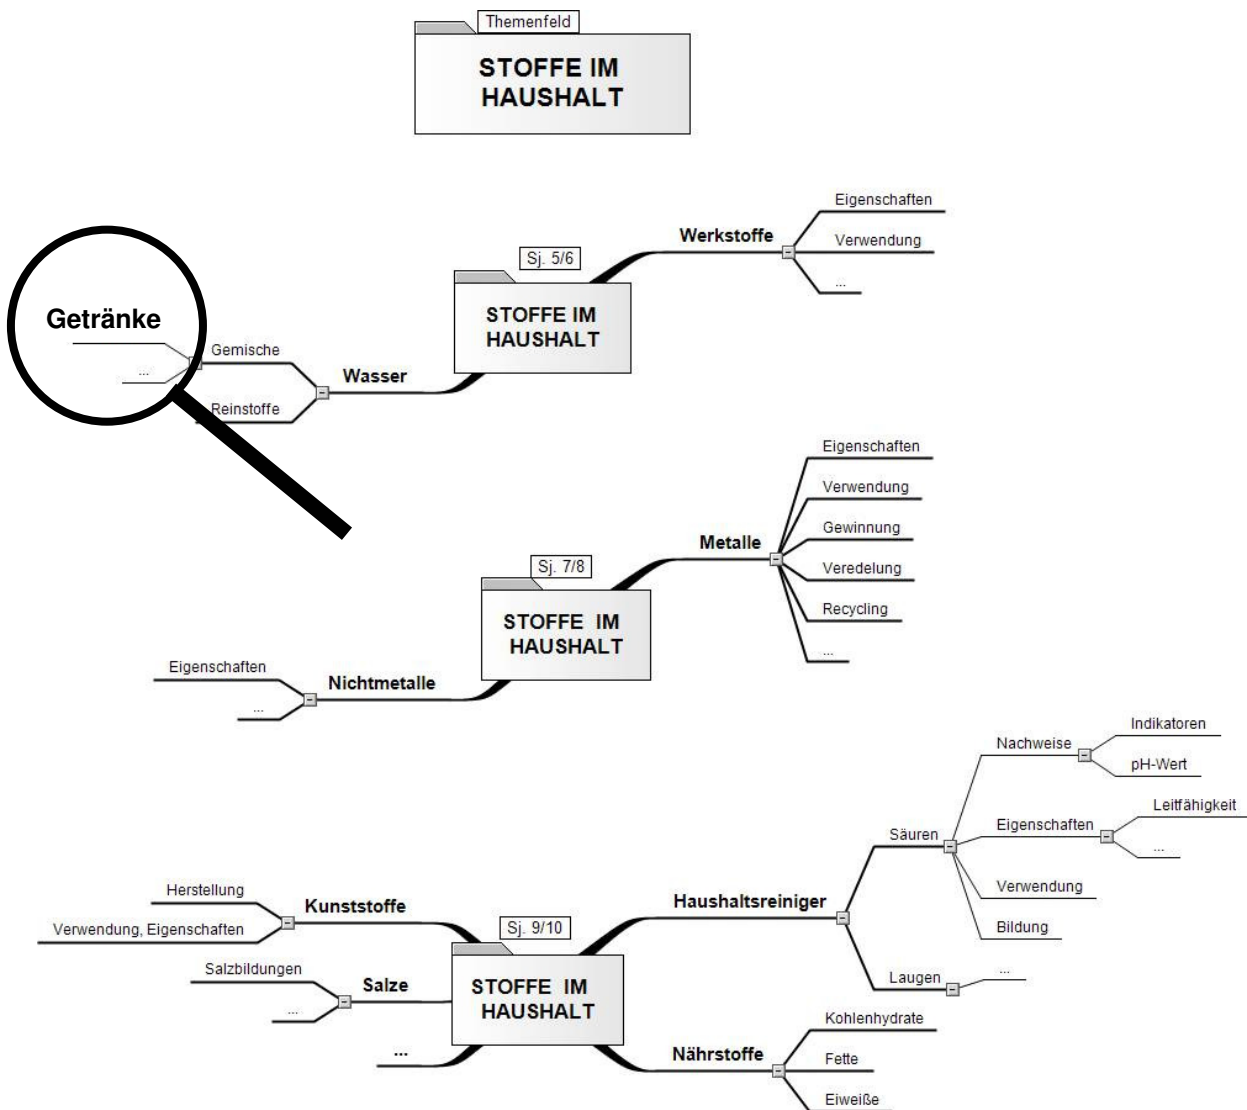 Themenfeld
STOFFE IM
HAUSHALT
Sj. 5/6
STOFFE IM
HAUSHALT
Werkstoffe
Eigenschaften
Verwendung
...
Wasser
Gemische
Getränke
...
Reinstoffe
Sj. 7/8
STOFFE IM
HAUSHALT
Metalle
Eigenschaften
Verwendung
Gewinnung
Veredelung
Recycling
...
Nichtmetalle
Eigenschaften
...
Sj. 9/10
STOFFE IM
HAUSHALT
Haushaltsreiniger
Säuren
Nachweise
Indikatoren
pH-Wert
Eigenschaften
Leitfähigkeit
...
Verwendung
Bildung
Laugen
...
Nährstoffe
Kohlenhydrate
Fette
Eiweiße
Kunststoffe
Herstellung
Verwendung, Eigenschaften
Salze
Salzbildungen
...
...